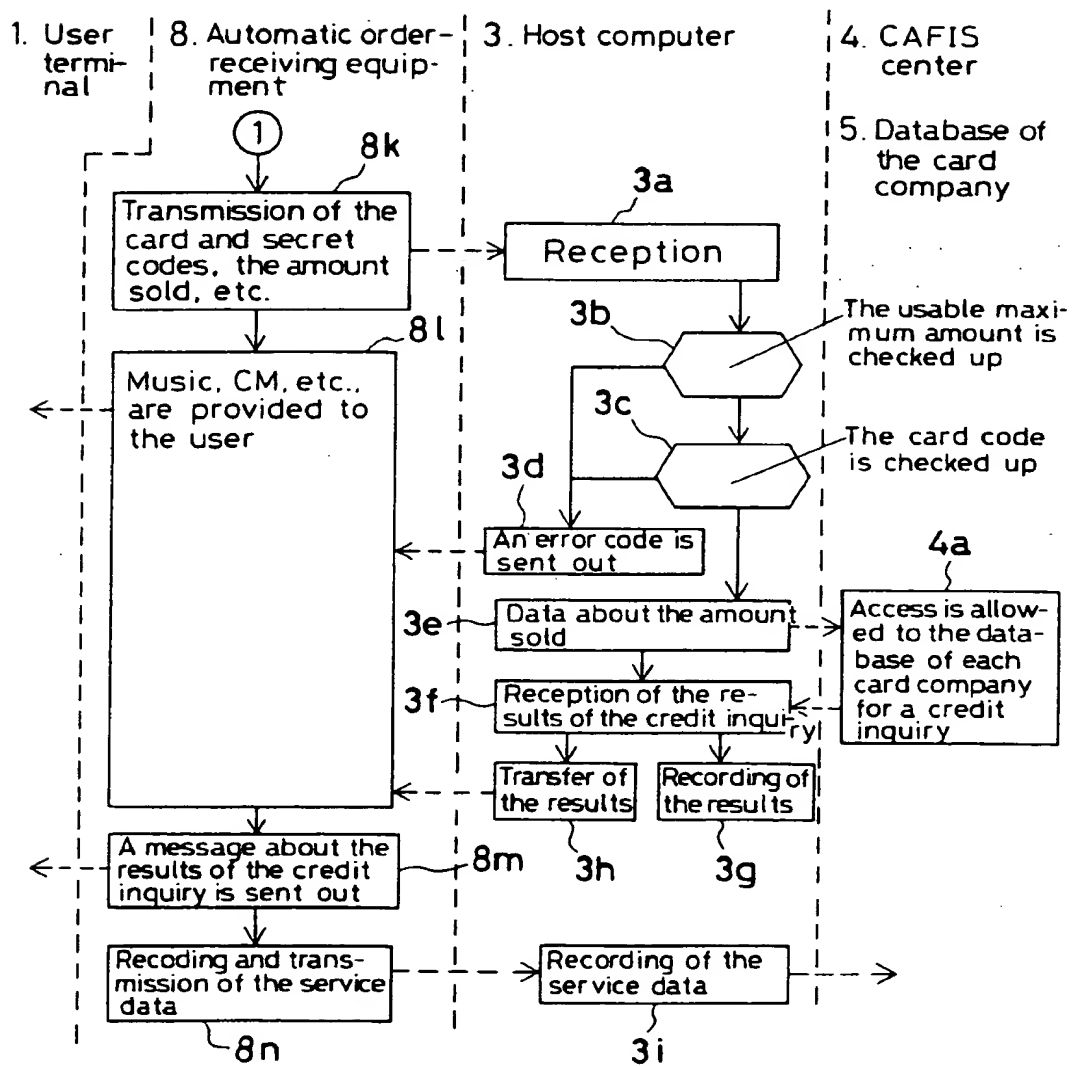 1. User
termi-
nal
8. Automatic order-
receiving equip-
ment
3. Host computer
4. CAFIS
center
5. Database of
the card
company
1
8k
Transmission of the
card and secret
codes, the amount
sold, etc.
3a
Reception
3b
The usable maxi-
mum amount is
checked up
8l
Music, CM, etc.,
are provided to
the user
3c
The card code
is checked up
3d
An error code is
sent out
4a
Access is allow-
ed to the data-
base of each
card company
for a credit
inquiry
3e
Data about the amount
sold
3f
Reception of the re-
sults of the credit inquiry
Transfer of
the results
3h
Recording of
the results
3g
A message about the
results of the credit
inquiry is sent out
8m
Recoding and trans-
mission of the service
data
8n
Recording of the
service data
3i